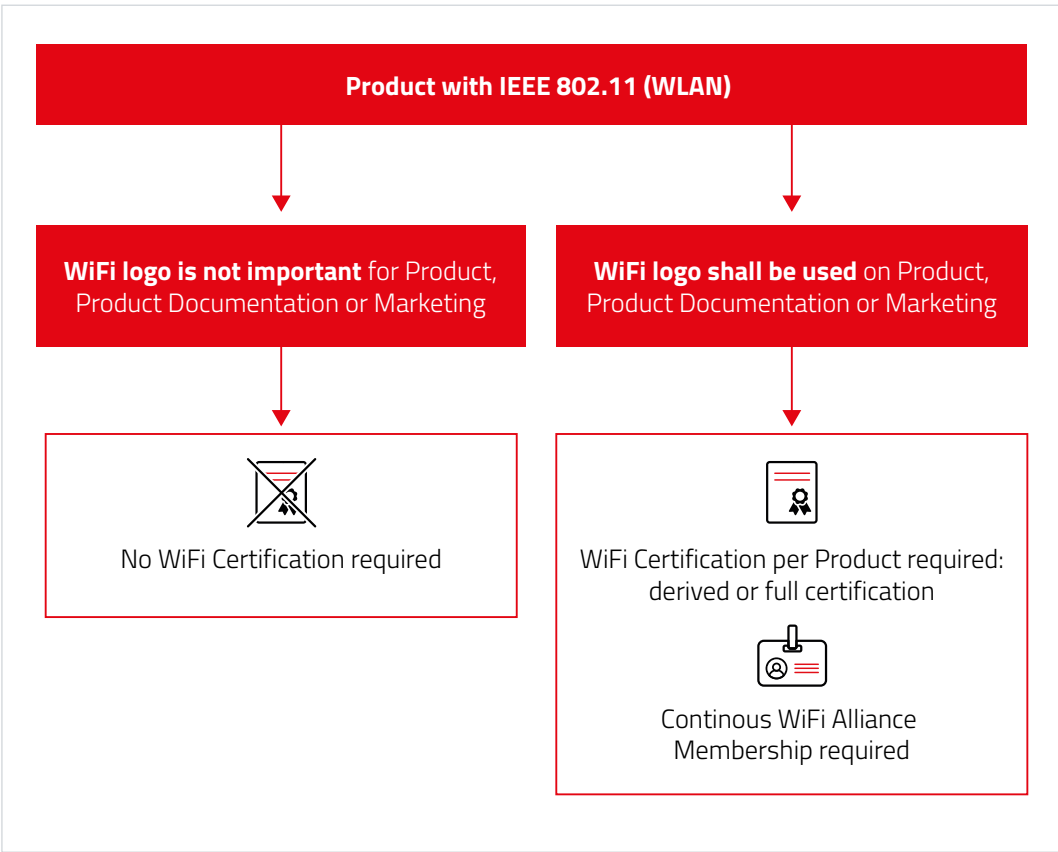 Product with IEEE 802.11 (WLAN)
WiFi logo is not important for Product,
Product Documentation or Marketing
WiFi logo shall be used on Product,
Product Documentation or Marketing
No WiFi Certification required
WiFi Certification per Product required:
derived or full certification
Continous WiFi Alliance
Membership required